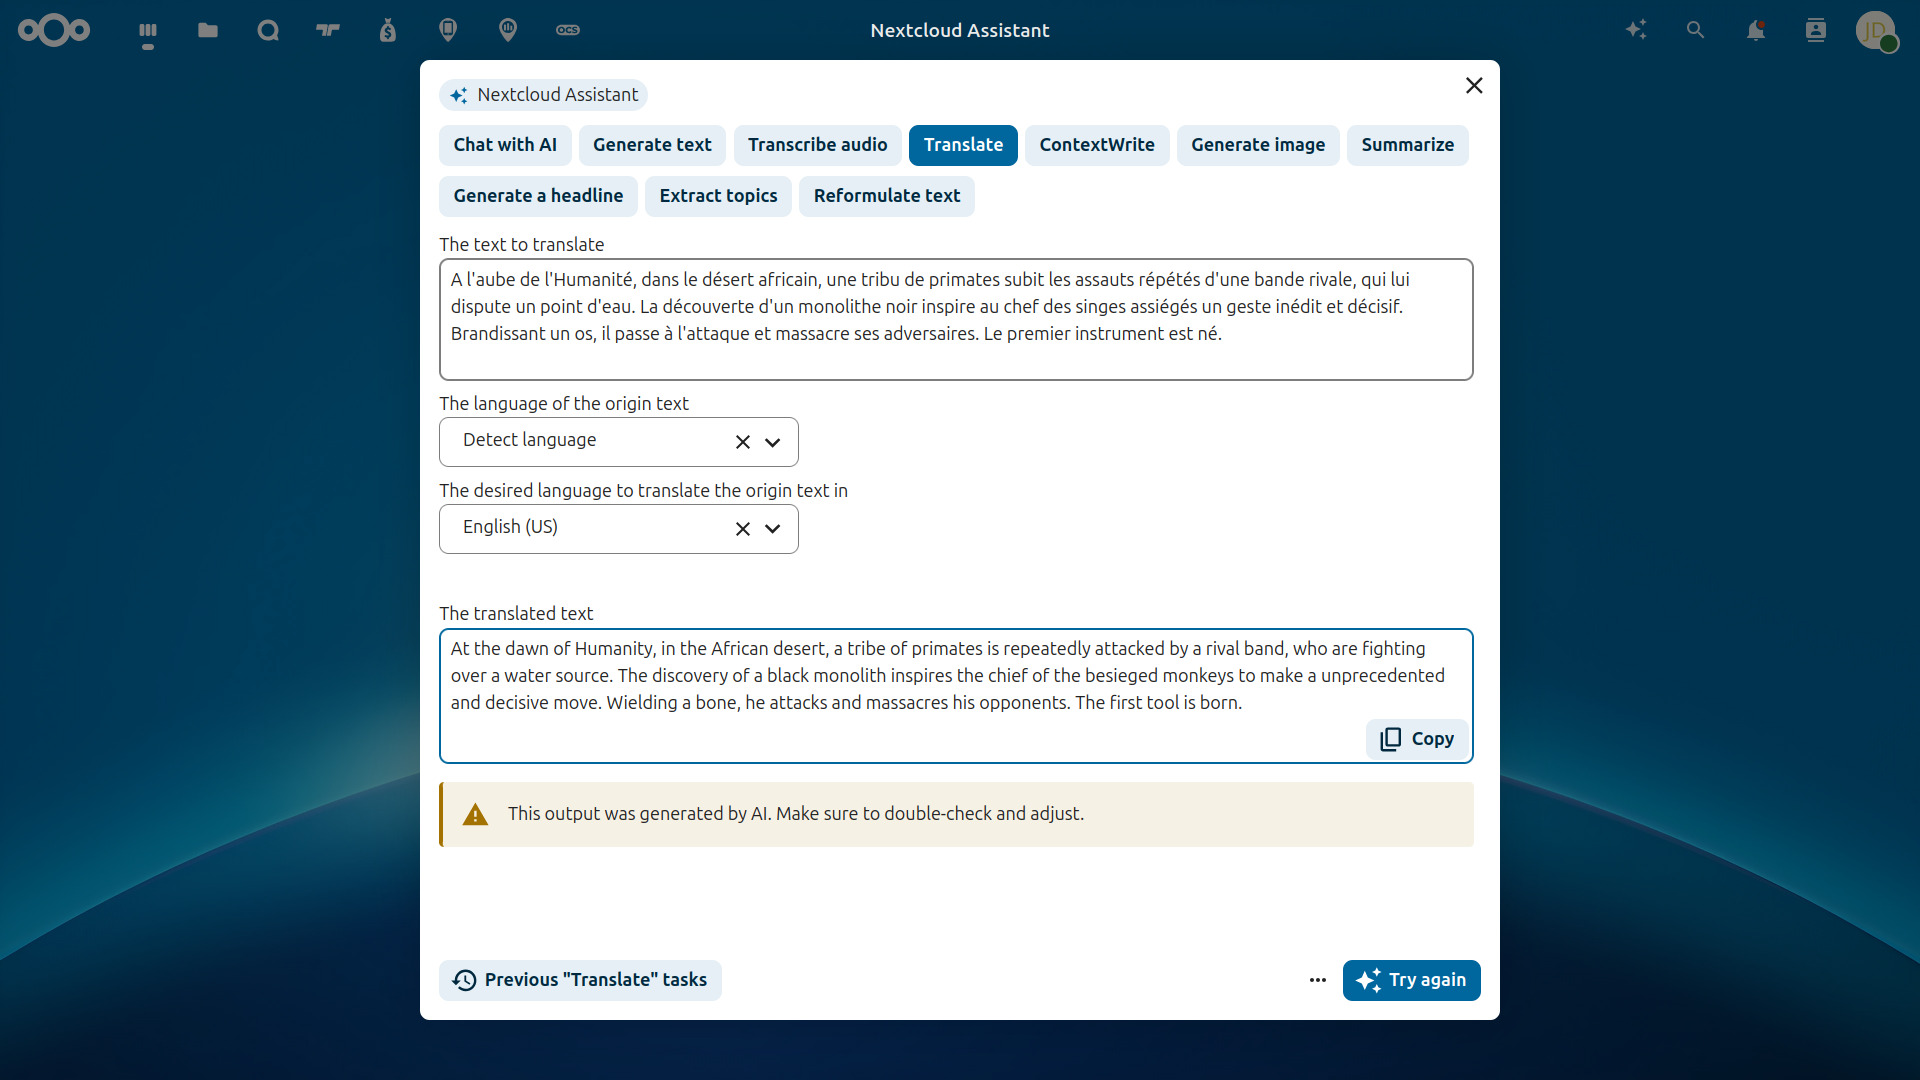 OCS
Nextcloud Assistant
JD
Nextcloud Assistant
Chat with AI Generate text Transcribe audio Translate ContextWrite Generate image Summarize
Generate a headline Extract topics Reformulate text
The text to translate
A l'aube de l'Humanité, dans le désert africain, une tribu de primates subit les assauts répétés d'une bande rivale, qui lui
dispute un point d'eau. La découverte d'un monolithe noir inspire au chef des singes assiégés un geste inédit et décisif.
Brandissant un os, il passe à l'attaque et massacre ses adversaires. Le premier instrument est né.
The language of the origin text
Detect language
The desired language to translate the origin text in
English (US)
The translated text
At the dawn of Humanity, in the African desert, a tribe of primates is repeatedly attacked by a rival band, who are fighting
over a water source. The discovery of a black monolith inspires the chief of the besieged monkeys to make a unprecedented
and decisive move. Wielding a bone, he attacks and massacres his opponents. The first tool is born.
Copy
This output was generated by AI. Make sure to double-check and adjust.
Previous "Translate" tasks
Try again